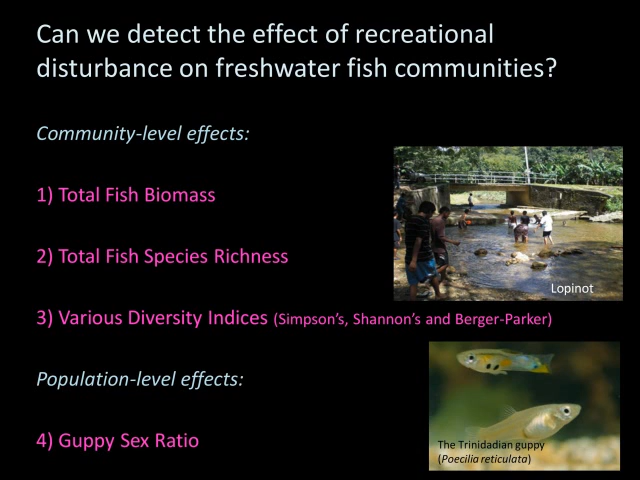 Can we detect the effect of recreational
disturbance on freshwater fish communities?
Community-level effects:
1) Total Fish Biomass
2) Total Fish Species Richness
Lopinot
3) Various Diversity Indices (Simpson's, Shannon's and Berger-Parker)
Population-level effects:
4) Guppy Sex Ratio
The Trinidadian guppy
(Poecilia reticulata)